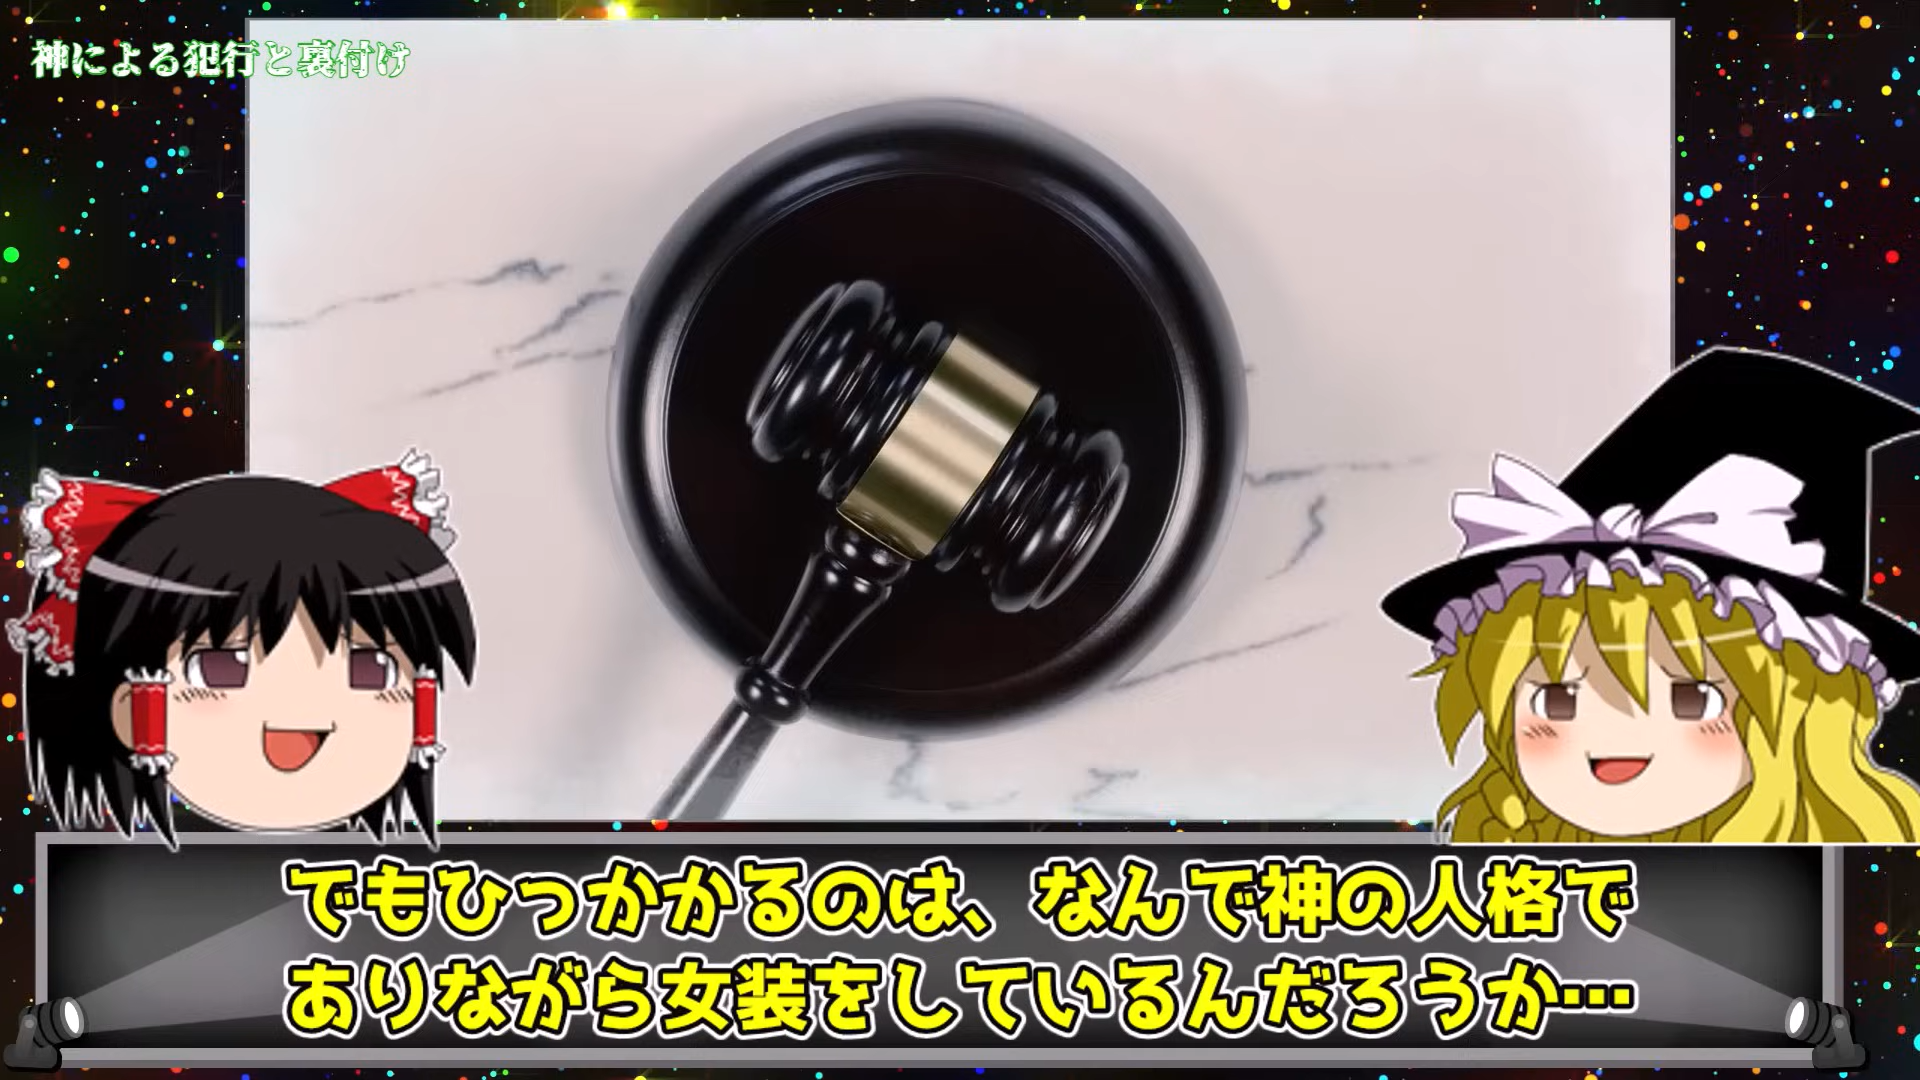 神による犯行と裏付け
でもひっかかるのは、なんで神の人格で
ありながら女装をしているんだろうか…